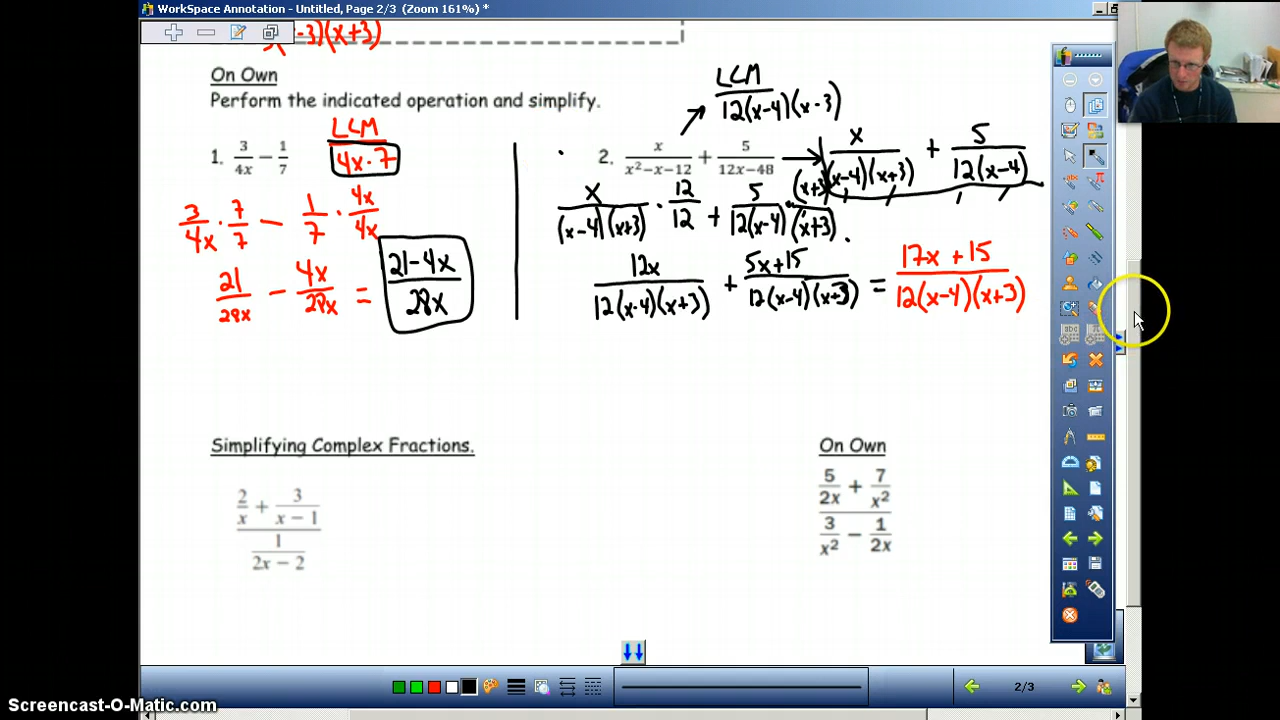 WorkSpace Annotation - Untitled, Page 2/3 (Zoom 161%) *
-3)(x+3)
On Own
Perform the indicated operation and simplify.
LCM
4x·7
1. 3/4x − 1/7
3/4x · 7/7 − 1/7 · 4x/4x
21/28x − 4x/28x = 21-4x/28x
LCM
12(x-4)(x-3)
2. x/x²−x−12 + 5/12x−48 → x/(x-4)(x+3) + 5/12(x-4)
x/(x-4)(x+3) · 12/12 + 5/12(x-4) · (x+3)/(x+3).
12x/12(x-4)(x+3) + 5x+15/12(x-4)(x+3) = 17x+15/12(x-4)(x+3)
Simplifying Complex Fractions.
2/x + 3/x − 1
1/2x − 2
On Own
5/2x + 7/x²
3/x² − 1/2x
2/3
Screencast-O-Matic.com